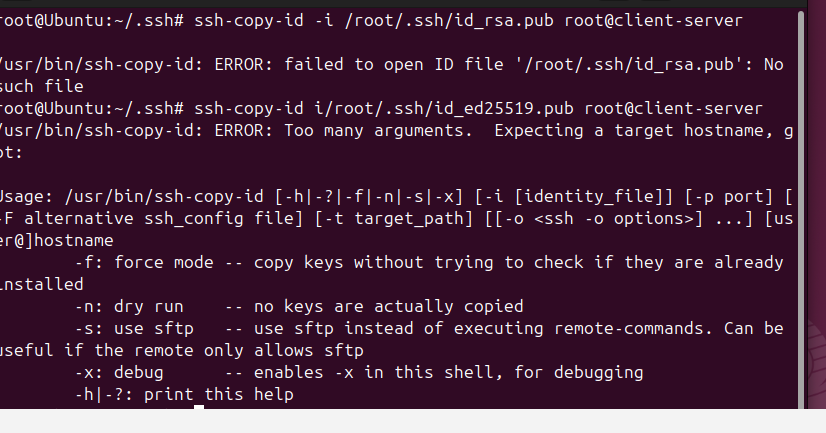 root@Ubuntu:~/.ssh# ssh-copy-id -i /root/.ssh/id_rsa.pub root@client-server
/usr/bin/ssh-copy-id: ERROR: failed to open ID file '/root/.ssh/id_rsa.pub': No
such file
root@Ubuntu:~/.ssh# ssh-copy-id i/root/.ssh/id_ed25519.pub root@client-server
/usr/bin/ssh-copy-id: ERROR: Too many arguments.  Expecting a target hostname, g
ot:
Usage: /usr/bin/ssh-copy-id [-h|-?|-f|-n|-s|-x] [-i [identity_file]] [-p port] [
-F alternative ssh_config file] [-t target_path] [[-o <ssh -o options>] ...] [us
er@]hostname
        -f: force mode -- copy keys without trying to check if they are already
installed
        -n: dry run    -- no keys are actually copied
        -s: use sftp   -- use sftp instead of executing remote-commands. Can be
useful if the remote only allows sftp
        -x: debug      -- enables -x in this shell, for debugging
        -h|-?: print this help